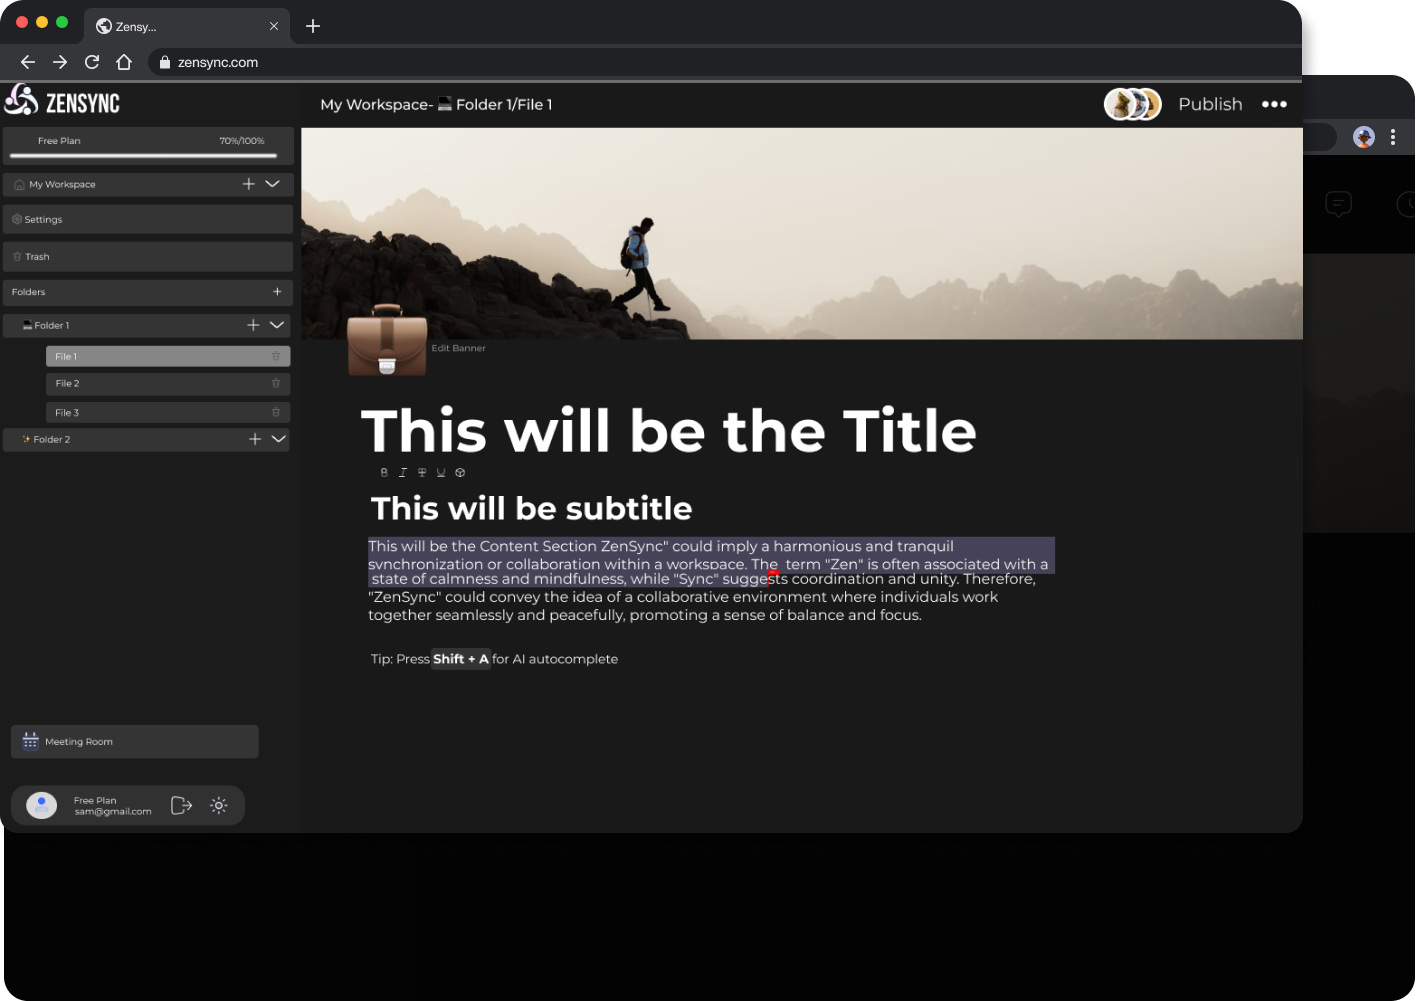 Zensy...
zensync.com
ZENSYNC
My Workspace- Folder 1/File 1
Publish
Free Plan 70%/100%
My Workspace
Settings
Trash
Folders
Folder 1
File 1
File 2
File 3
Folder 2
Edit Banner
This will be the Title
B I T U
This will be subtitle
This will be the Content Section ZenSync" could imply a harmonious and tranquil
synchronization or collaboration within a workspace. The term "Zen" is often associated with a
state of calmness and mindfulness, while "Sync" suggests coordination and unity. Therefore,
"ZenSync" could convey the idea of a collaborative environment where individuals work
together seamlessly and peacefully, promoting a sense of balance and focus.
Tip: Press Shift + A for AI autocomplete
Meeting Room
Free Plan
sam@gmail.com